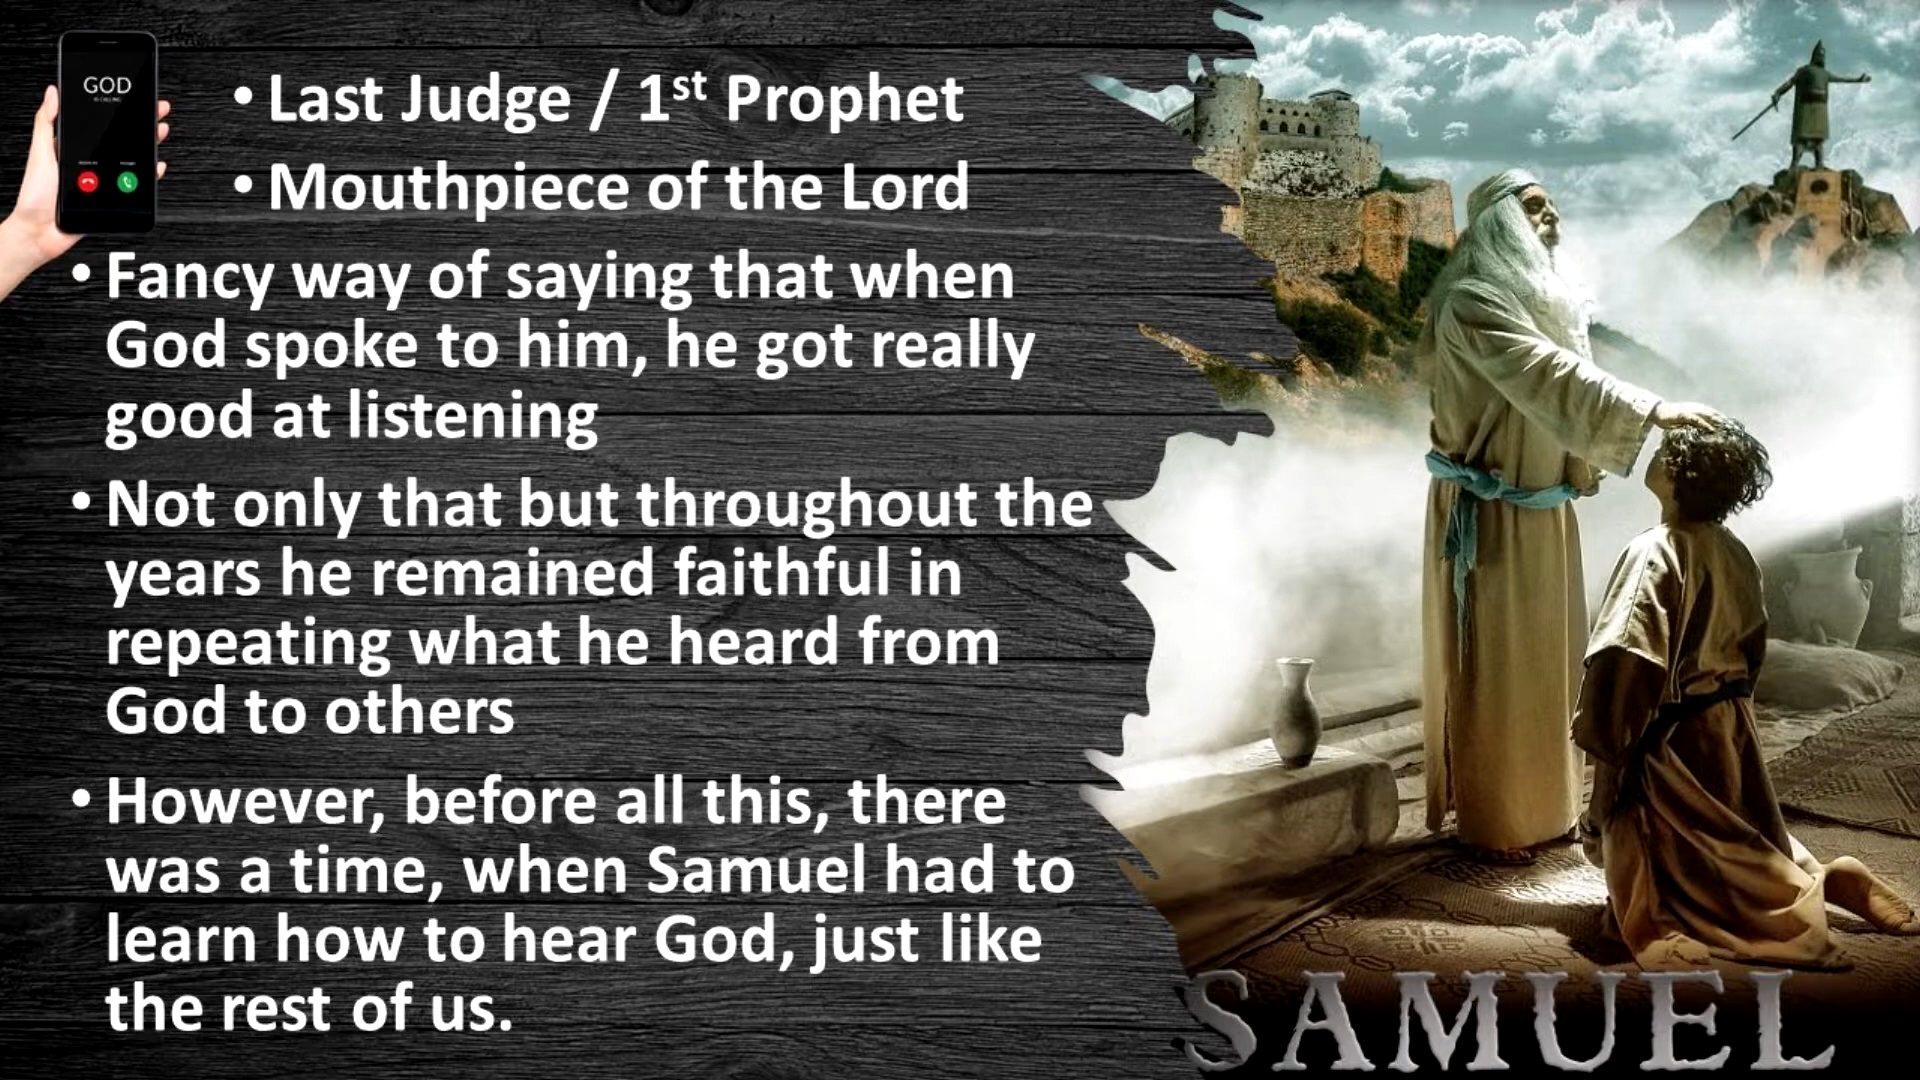 GOD
IS CALLING
• Last Judge / 1st Prophet
• Mouthpiece of the Lord
• Fancy way of saying that when
God spoke to him, he got really
good at listening
• Not only that but throughout the
years he remained faithful in
repeating what he heard from
God to others
• However, before all this, there
was a time, when Samuel had to
learn how to hear God, just like
the rest of us.
SAMUEL